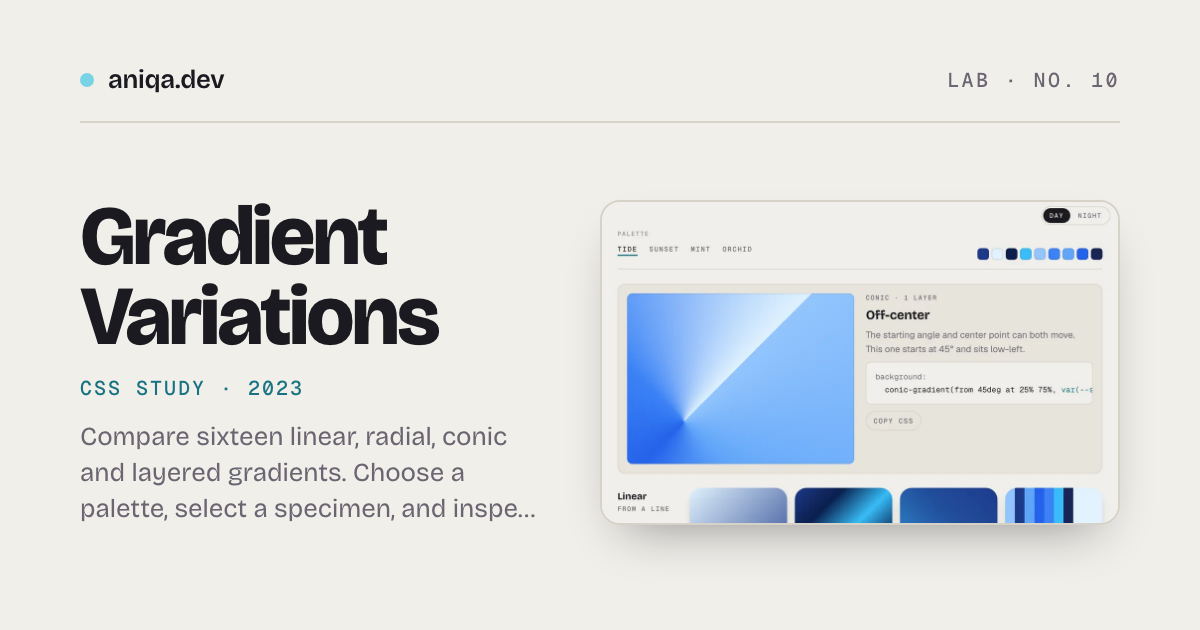 aniqa.dev
LAB · NO. 10
Gradient
Variations
CSS STUDY · 2023
Compare sixteen linear, radial, conic
and layered gradients. Choose a
palette, select a specimen, and inspe...
DAY NIGHT
PALETTE
TIDE SUNSET MINT ORCHID
CONIC · 1 LAYER
Off-center
The starting angle and center point can both move.
This one starts at 45° and sits low-left.
background:
conic-gradient(from 45deg at 25% 75%, var(--s
COPY CSS
Linear
FROM A LINE